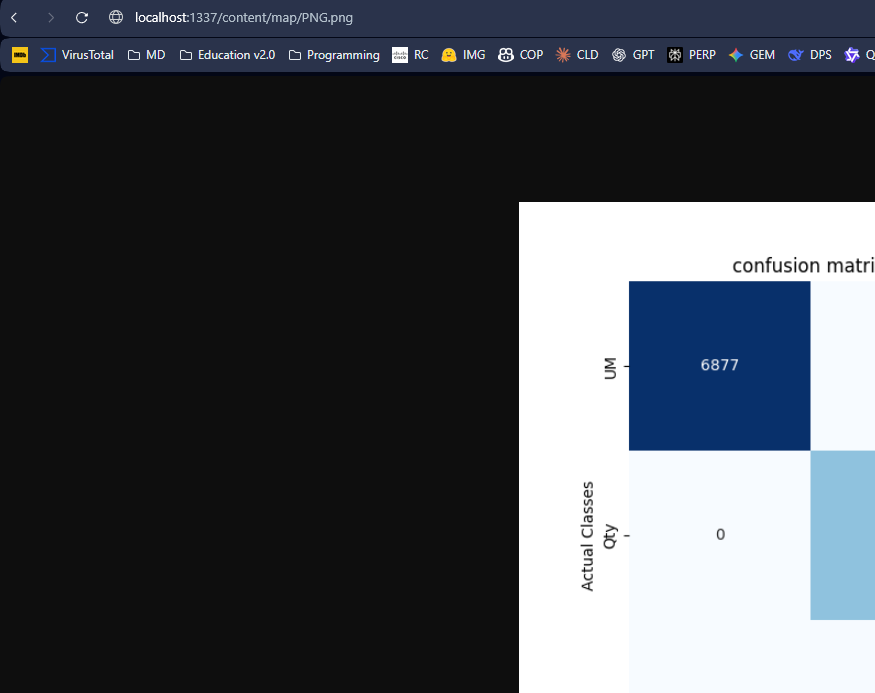 localhost:1337/content/map/PNG.png
IMDb VirusTotal MD Education v2.0 Programming RC IMG COP CLD GPT PERP GEM DPS Q
confusion matri
UM
6877
Actual Classes
Qty
0